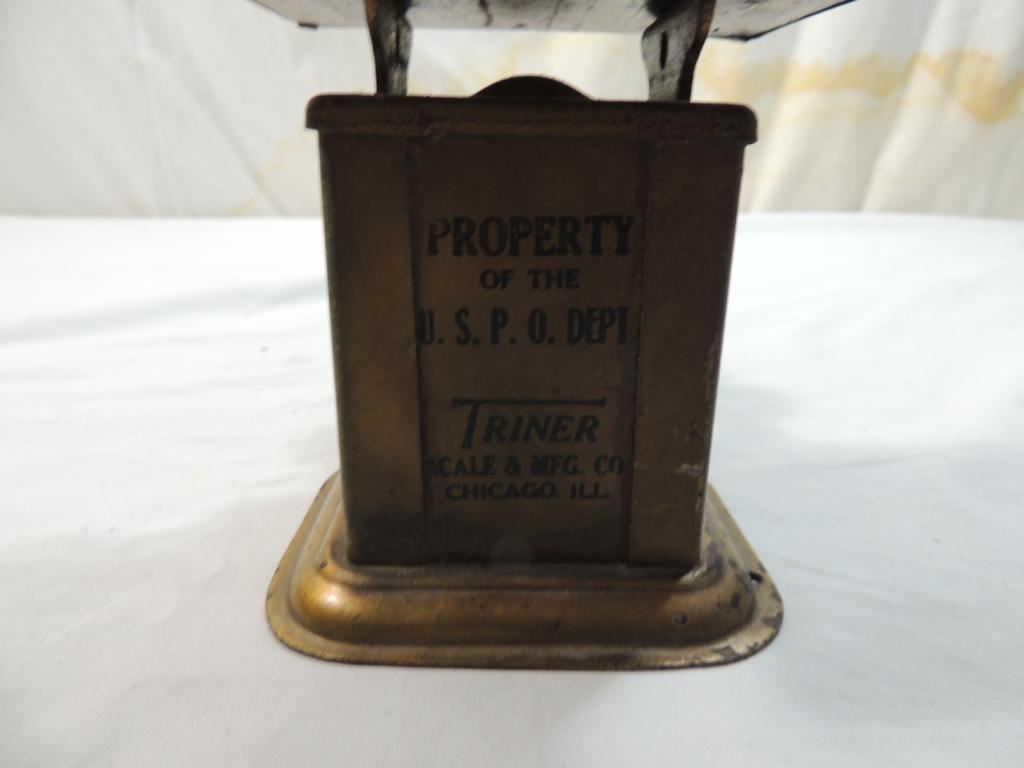 PROPERTY
OF THE
U. S. P. O. DEPT.
TRINER
SCALE & MFG. CO.
CHICAGO. ILL.